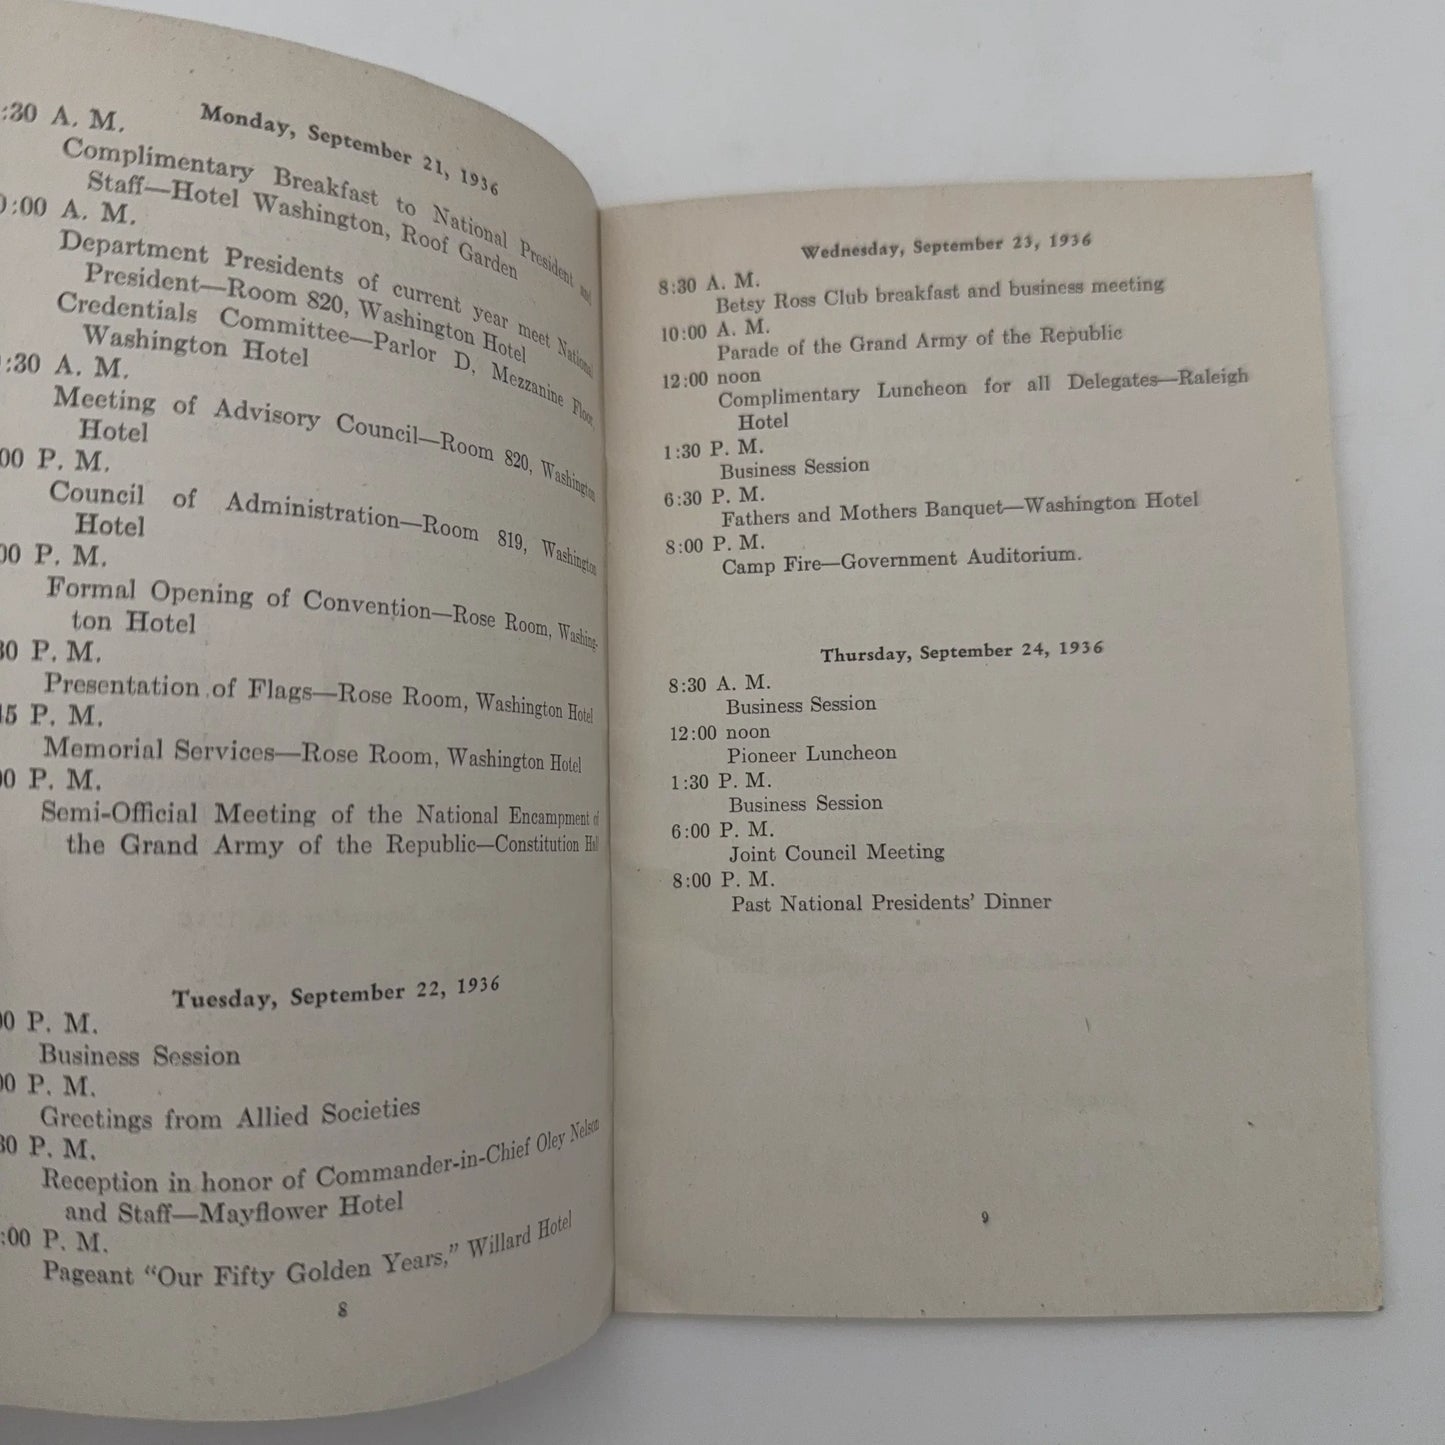 Monday, September 21, 1936
:30 A. M.
Complimentary Breakfast to National President and
Staff—Hotel Washington, Roof Garden
0:00 A. M.
Department Presidents of current year meet National
President—Room 820, Washington Hotel
Credentials Committee—Parlor D, Mezzanine Floor,
Washington Hotel
:30 A. M.
Meeting of Advisory Council—Room 820, Washington
Hotel
00 P. M.
Council of Administration—Room 819, Washington
Hotel
00 P. M.
Formal Opening of Convention—Rose Room, Washing-
ton Hotel
30 P. M.
Presentation of Flags—Rose Room, Washington Hotel
45 P. M.
Memorial Services—Rose Room, Washington Hotel
00 P. M.
Semi-Official Meeting of the National Encampment of
the Grand Army of the Republic—Constitution Hall
Tuesday, September 22, 1936
00 P. M.
Business Session
00 P. M.
Greetings from Allied Societies
30 P. M.
Reception in honor of Commander-in-Chief Oley Nelson
and Staff—Mayflower Hotel
:00 P. M.
Pageant “Our Fifty Golden Years,” Willard Hotel
8
Wednesday, September 23, 1936
8:30 A. M.
Betsy Ross Club breakfast and business meeting
10:00 A. M.
Parade of the Grand Army of the Republic
12:00 noon
Complimentary Luncheon for all Delegates—Raleigh
Hotel
1:30 P. M.
Business Session
6:30 P. M.
Fathers and Mothers Banquet—Washington Hotel
8:00 P. M.
Camp Fire—Government Auditorium.
Thursday, September 24, 1936
8:30 A. M.
Business Session
12:00 noon
Pioneer Luncheon
1:30 P. M.
Business Session
6:00 P. M.
Joint Council Meeting
8:00 P. M.
Past National Presidents’ Dinner
9